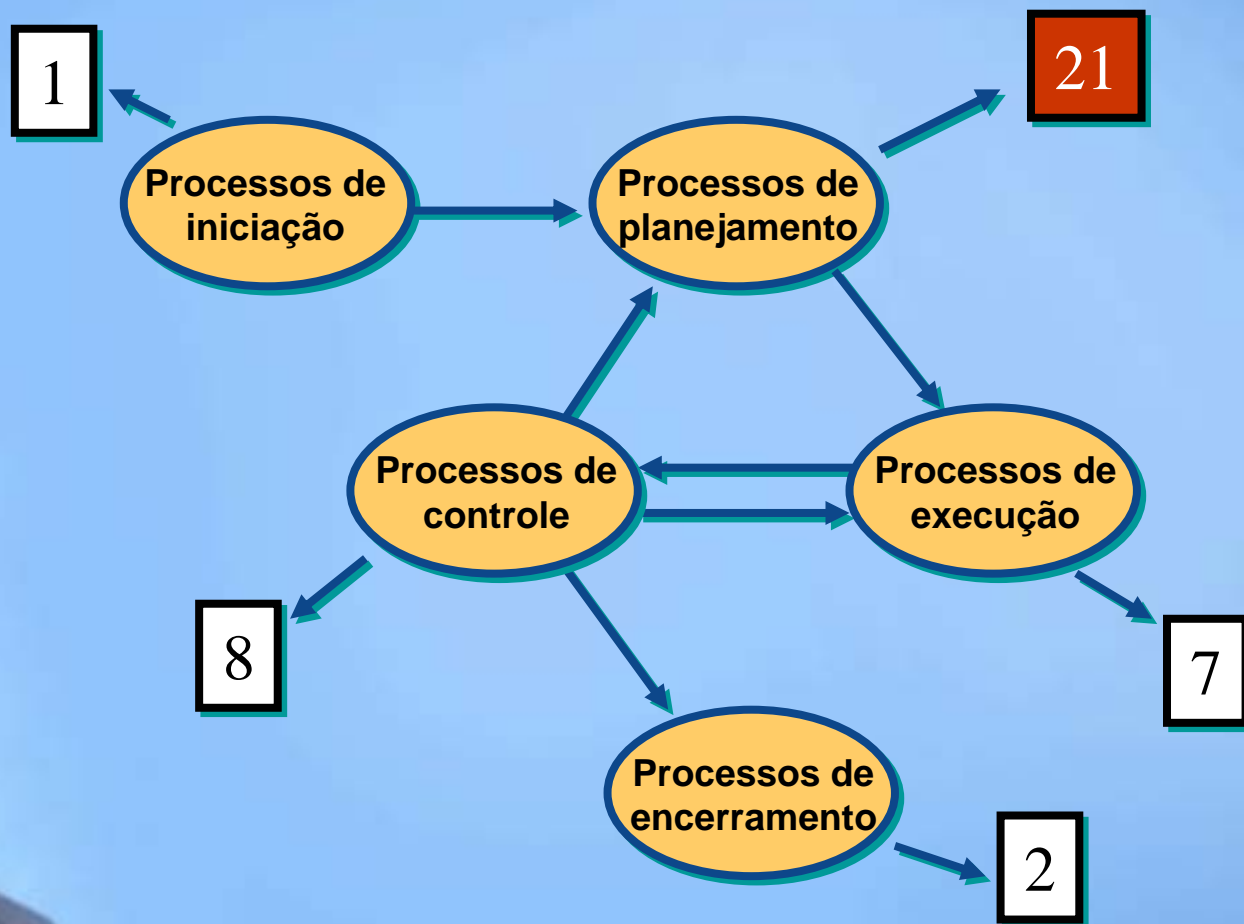 1
21
Processos de
iniciação
Processos de
planejamento
Processos de
controle
Processos de
execução
8
7
Processos de
encerramento
2